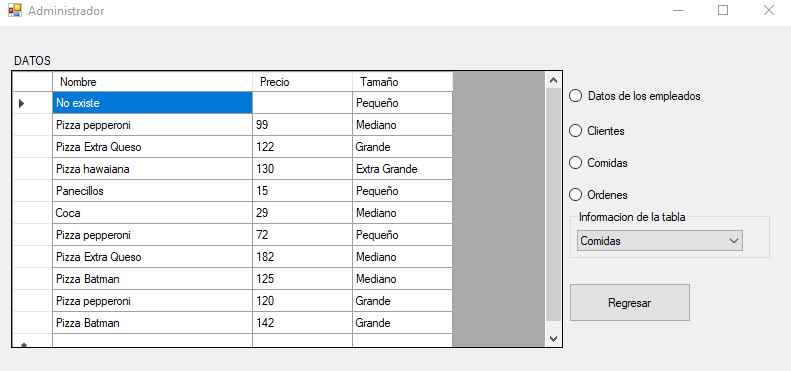 Administrador
DATOS
Nombre Precio Tamaño
No existe Pequeño
Pizza pepperoni 99 Mediano
Pizza Extra Queso 122 Grande
Pizza hawaiana 130 Extra Grande
Panecillos 15 Pequeño
Coca 29 Mediano
Pizza pepperoni 72 Pequeño
Pizza Extra Queso 182 Mediano
Pizza Batman 125 Mediano
Pizza pepperoni 120 Grande
Pizza Batman 142 Grande
Datos de los empleados
Clientes
Comidas
Ordenes
Informacion de la tabla
Comidas
Regresar